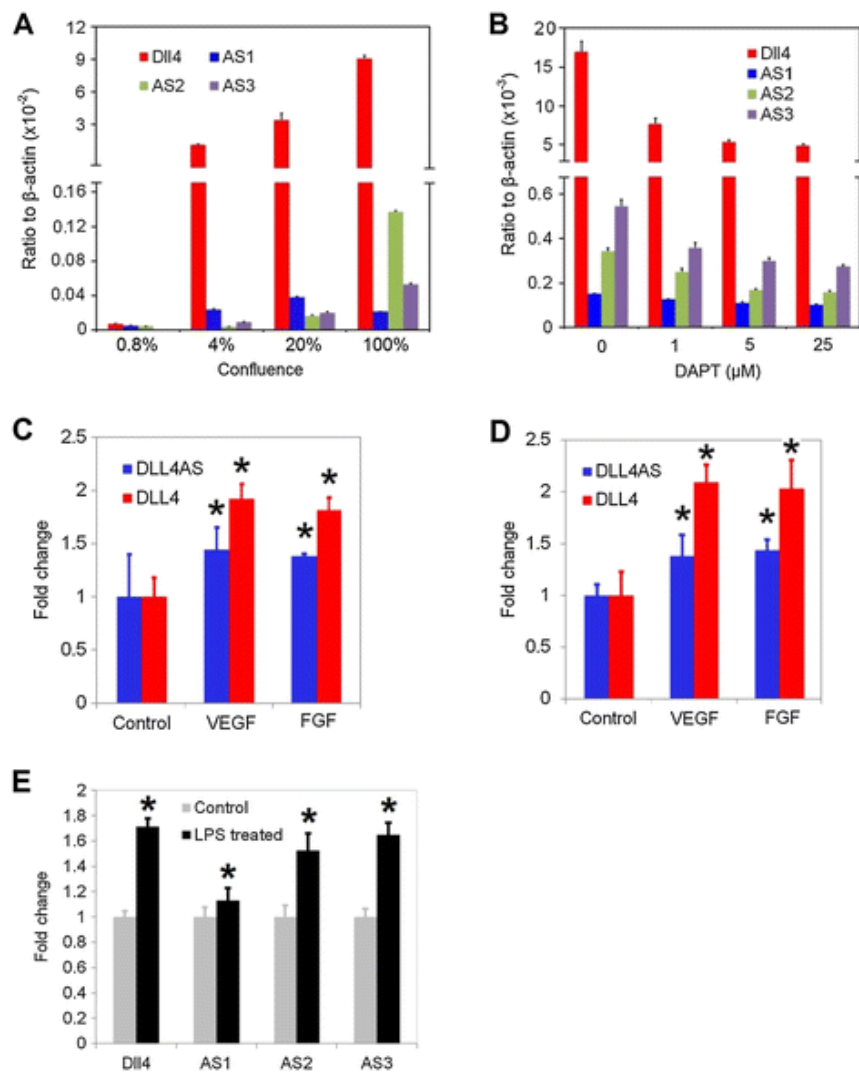 A
Dll4 AS1
AS2 AS3
Ratio to β-actin (x10⁻²)
9
6
3
0.16
0.12
0.08
0.04
0
0.8% 4% 20% 100%
Confluence
B
Dll4
AS1
AS2
AS3
Ratio to β-actin (x10⁻³)
20
15
10
5
0.6
0.4
0.2
0
0 1 5 25
DAPT (µM)
C
DLL4AS
DLL4
Fold change
2.5
2
1.5
1
0.5
0
* * * *
Control VEGF FGF
D
DLL4AS
DLL4
Fold change
2.5
2
1.5
1
0.5
0
* * * *
Control VEGF FGF
E
Control
LPS treated
Fold change
2
1.8
1.6
1.4
1.2
1
0.8
0.6
0.4
0.2
0
* * * *
Dll4 AS1 AS2 AS3